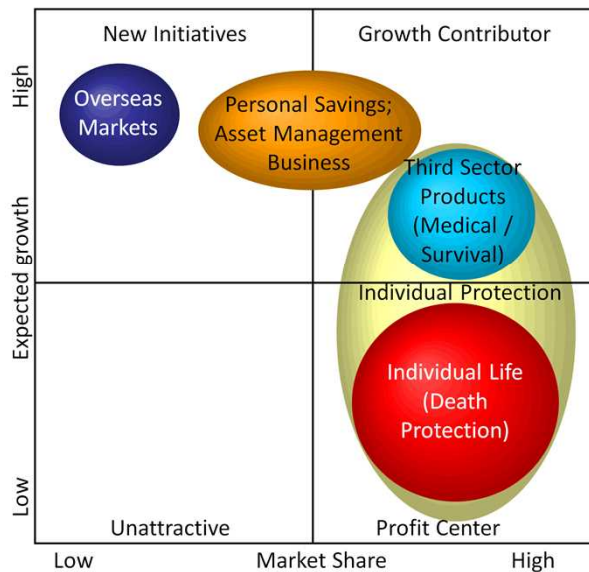 New Initiatives
Growth Contributor
High
Overseas
Markets
Personal Savings;
Asset Management
Business
Third Sector
Products
(Medical /
Survival)
Expected growth
Individual Protection
Individual Life
(Death
Protection)
Low
Unattractive
Profit Center
Low
Market Share
High